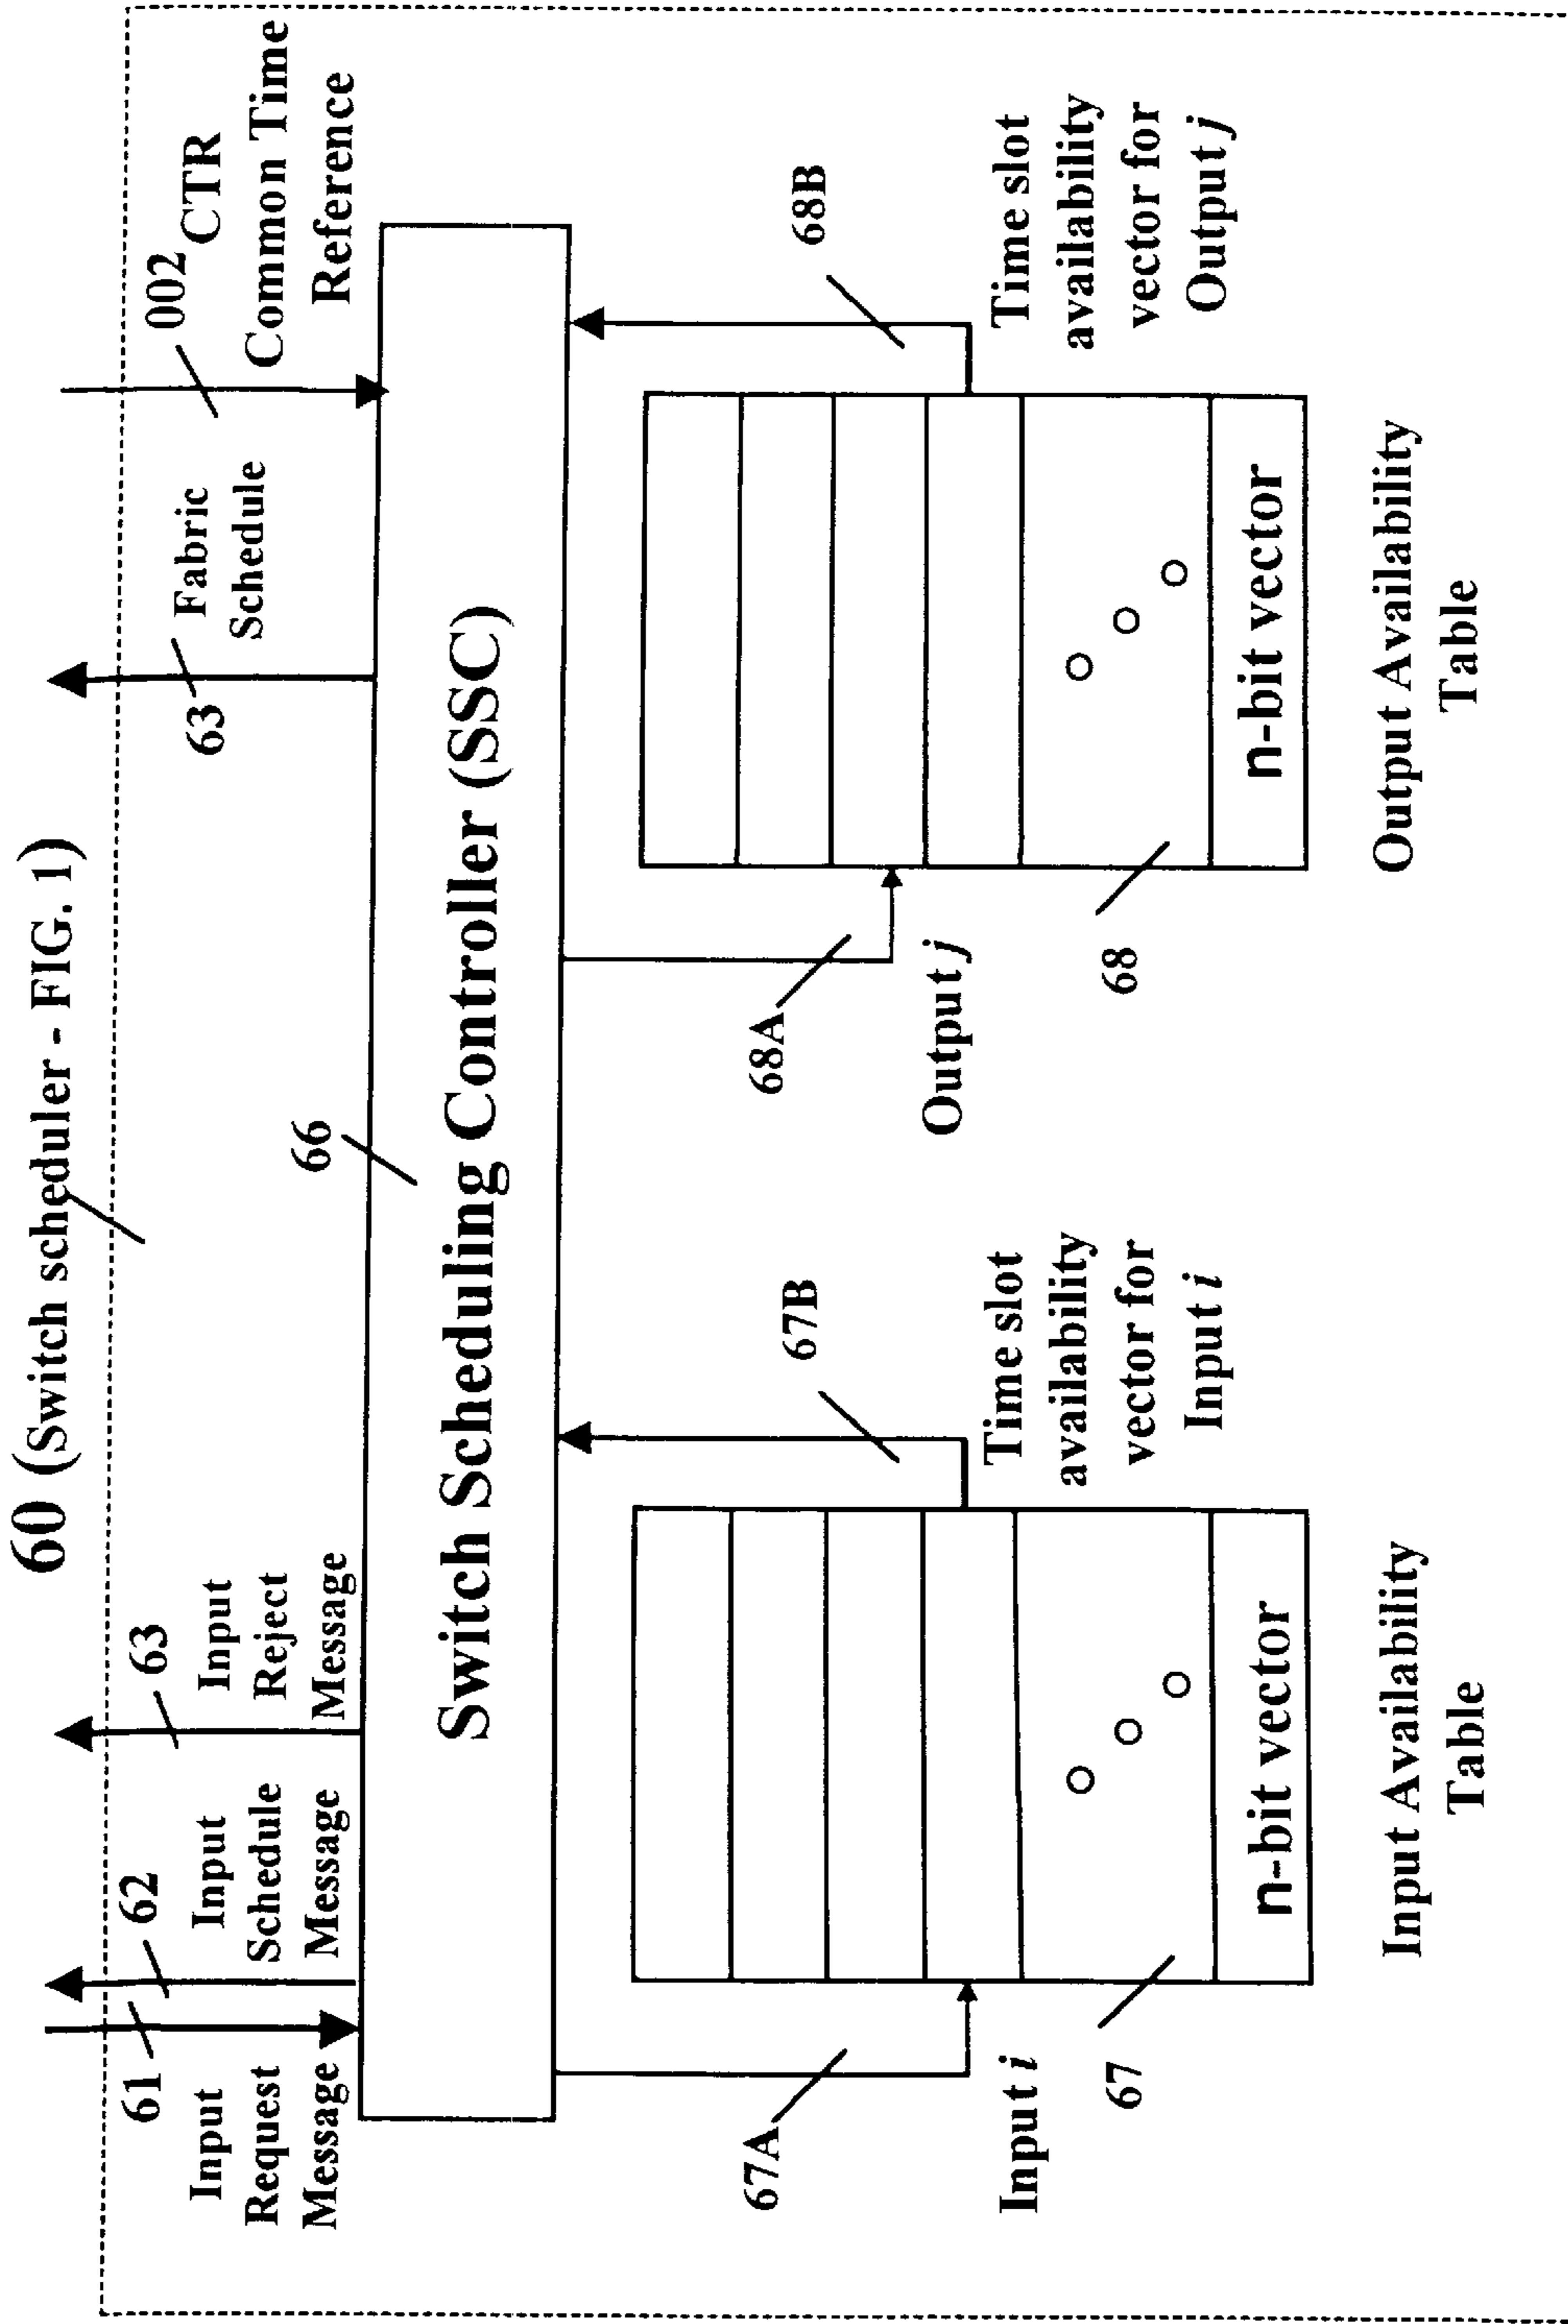 60 (Switch scheduler - FIG. 1)
61
Input
Request
Message
62
Input
Schedule
Message
63
Input
Reject
Message
63
Fabric
Schedule
002
CTR
Common Time
Reference
66
Switch Scheduling Controller (SSC)
67A
Input i
67
n-bit vector
67B
Time slot
availability
vector for
Input i
Input Availability
Table
68A
Output j
68
n-bit vector
68B
Time slot
availability
vector for
Output j
Output Availability
Table